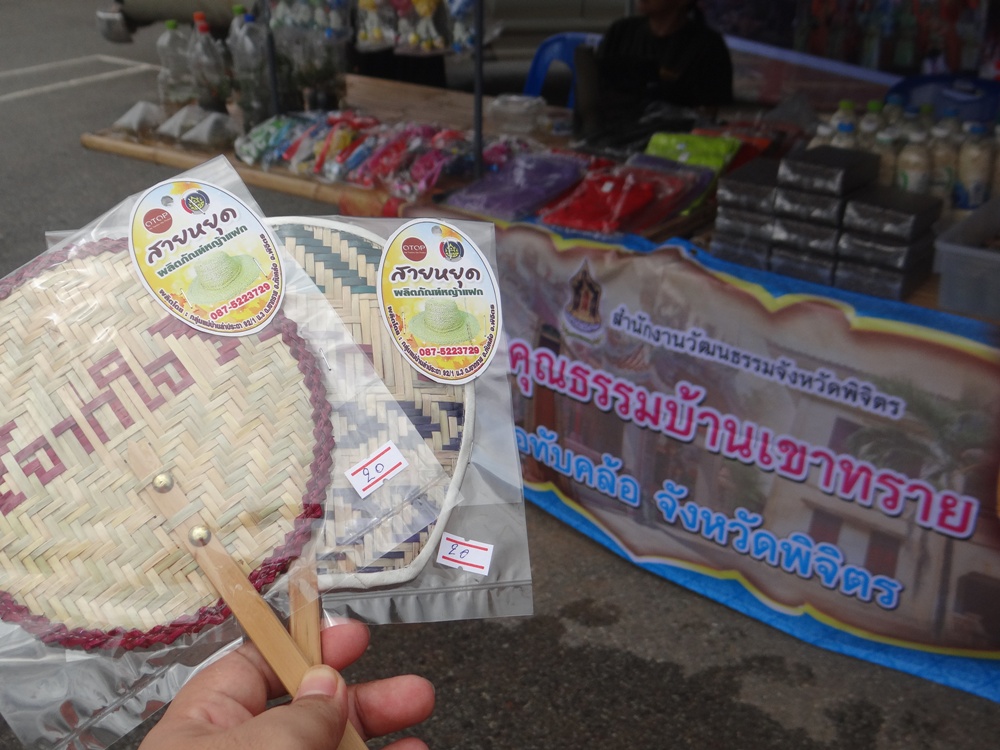 OTOP
สายหยุด
ผลิตภัณฑ์หญ้าแฝก
087-5223729
20
OTOP
สายหยุด
ผลิตภัณฑ์หญ้าแฝก
087-5223729
20
สำนักงานวัฒนธรรมจังหวัดพิจิตร
คุณธรรมบ้านเขาทราย
ทับคล้อ จังหวัดพิจิตร